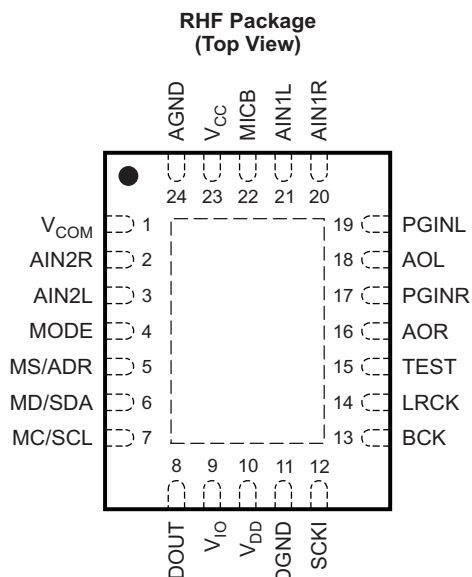 RHF Package
(Top View)
AGND VCC MICB AIN1L AIN1R
24 23 22 21 20
VCOM 1 19 PGINL
AIN2R 2 18 AOL
AIN2L 3 17 PGINR
MODE 4 16 AOR
MS/ADR 5 15 TEST
MD/SDA 6 14 LRCK
MC/SCL 7 13 BCK
8 9 10 11 12
DOUT VIO VDD DGND SCKI